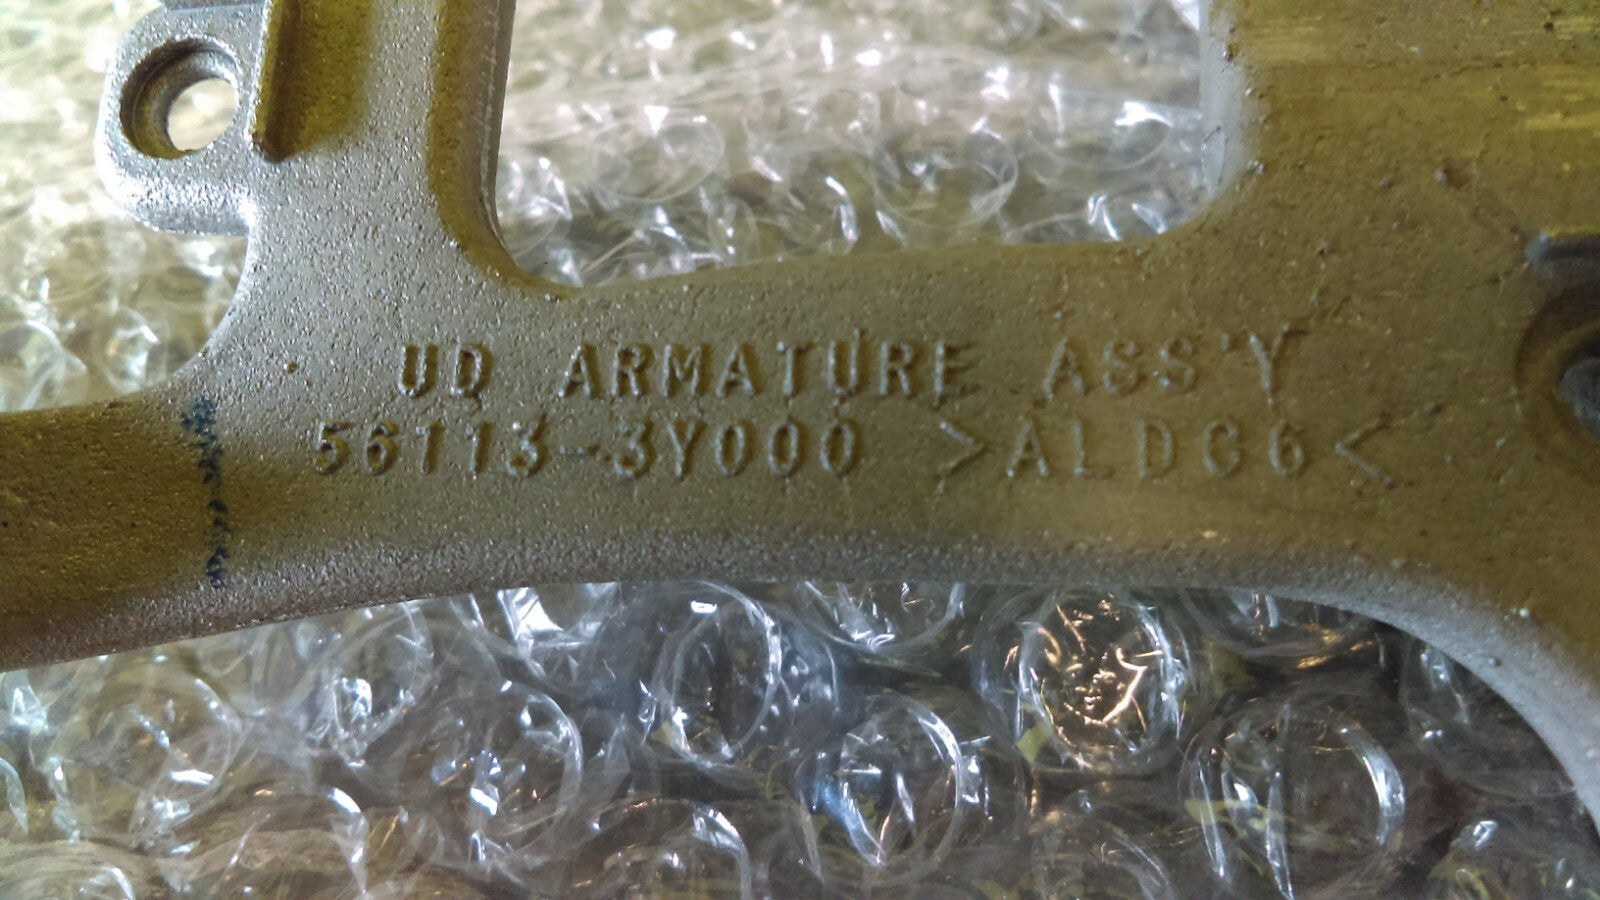 UD ARMATURE ASS'Y
56113-3Y000 >ALDC6<